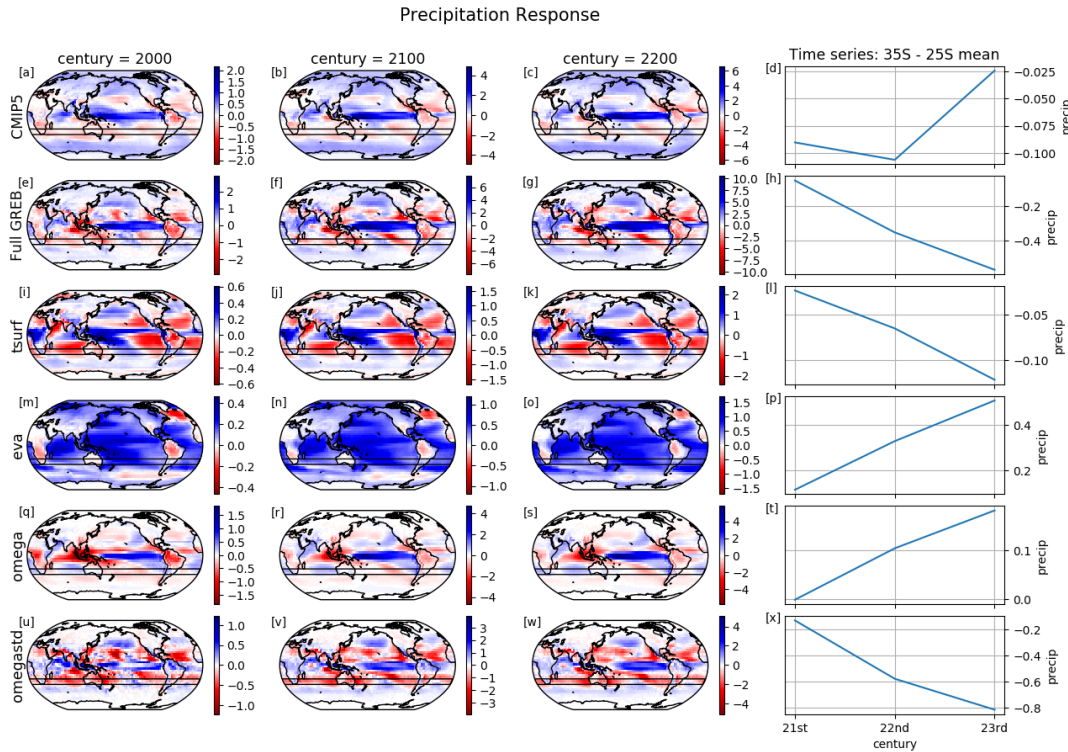 Precipitation Response
century = 2000
century = 2100
century = 2200
Time series: 35S - 25S mean
CMIP5
[a]
2.0
1.5
1.0
0.5
0.0
−0.5
−1.0
−1.5
−2.0
[b]
4
2
0
−2
−4
[c]
6
4
2
0
−2
−4
−6
[d]
−0.025
−0.050
−0.075
−0.100
precip
Full GREB
[e]
2
1
0
−1
−2
[f]
6
4
2
0
−2
−4
−6
[g]
10.0
7.5
5.0
2.5
0.0
−2.5
−5.0
−7.5
−10.0
[h]
−0.2
−0.4
precip
tsurf
[i]
0.6
0.4
0.2
0.0
−0.2
−0.4
−0.6
[j]
1.5
1.0
0.5
0.0
−0.5
−1.0
−1.5
[k]
2
1
0
−1
−2
[l]
−0.05
−0.10
precip
eva
[m]
0.4
0.2
0.0
−0.2
−0.4
[n]
1.0
0.5
0.0
−0.5
−1.0
[o]
1.5
1.0
0.5
0.0
−0.5
−1.0
−1.5
[p]
0.4
0.2
precip
omega
[q]
1.5
1.0
0.5
0.0
−0.5
−1.0
−1.5
[r]
4
2
0
−2
−4
[s]
4
2
0
−2
−4
[t]
0.1
0.0
precip
omegastd
[u]
1.0
0.5
0.0
−0.5
−1.0
[v]
3
2
1
0
−1
−2
−3
[w]
4
2
0
−2
−4
[x]
−0.2
−0.4
−0.6
−0.8
precip
21st
22nd
23rd
century